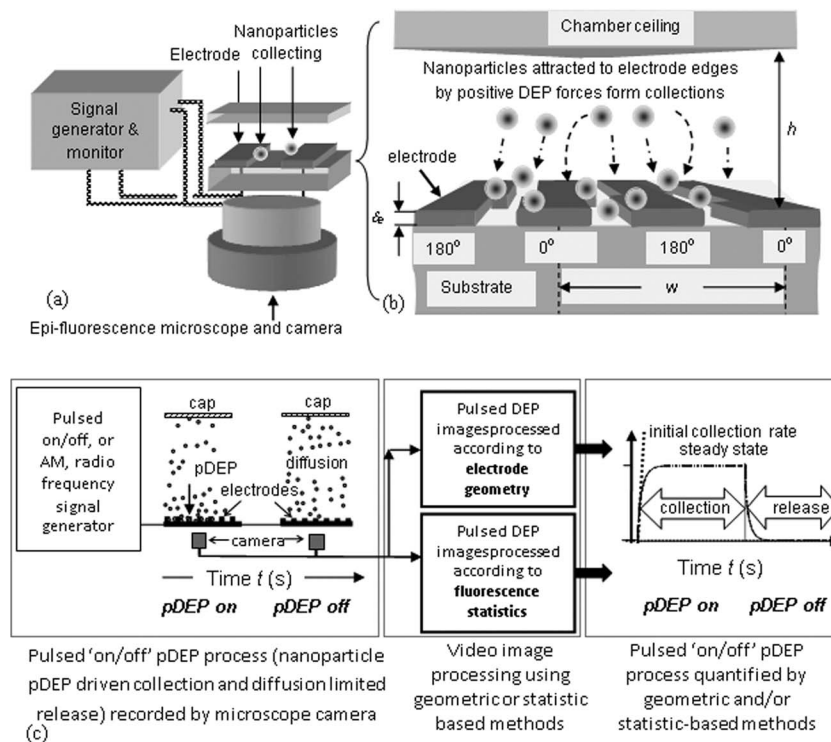 Nanoparticles
collecting
Electrode
Signal
generator &
monitor
(a)
Epi-fluorescence microscope and camera
Chamber ceiling
Nanoparticles attracted to electrode edges
by positive DEP forces form collections
h
electrode
δe
180°
0°
180°
0°
Substrate
w
(b)
Pulsed
on/off, or
AM, radio
frequency
signal
generator
cap
cap
pDEP
diffusion
electrodes
camera
Time t (s)
pDEP on
pDEP off
Pulsed DEP
imagesprocessed
according to
electrode
geometry
Pulsed DEP
imagesprocessed
according to
fluorescence
statistics
initial collection rate
steady state
collection
release
Time t (s)
pDEP on
pDEP off
Pulsed 'on/off' pDEP process (nanoparticle
pDEP driven collection and diffusion limited
release) recorded by microscope camera
(c)
Video image
processing using
geometric or statistic
based methods
Pulsed 'on/off' pDEP
process quantified by
geometric and/or
statistic-based methods